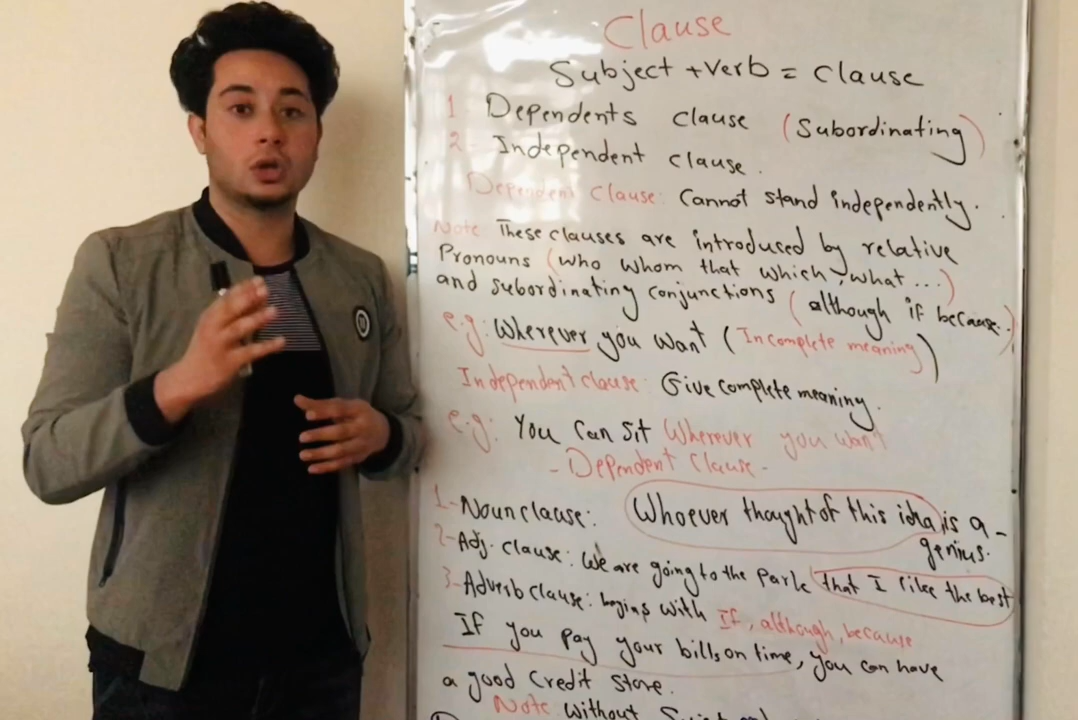 Clause
Subject + Verb = Clause
1 Dependents clause (Subordinating)
2- Independent clause.
Dependent Clause: Cannot stand independently.
Note These clauses are introduced by relative
Pronouns (who whom that which, what ...)
and subordinating conjunctions (although if because..)
e.g: Wherever you want (Incomplete meaning)
Independent clause: Give complete meaning.
e.g: You Can Sit Wherever you want
- Dependent Clause -
1- Noun clause: Whoever thought of this idea is a -
genius.
2- Adj. clause: We are going to the Park that I like the best
3- Adverb clause: begins with If, although, because
If you pay your bills on time, you can have
a good Credit Store.
Note Without